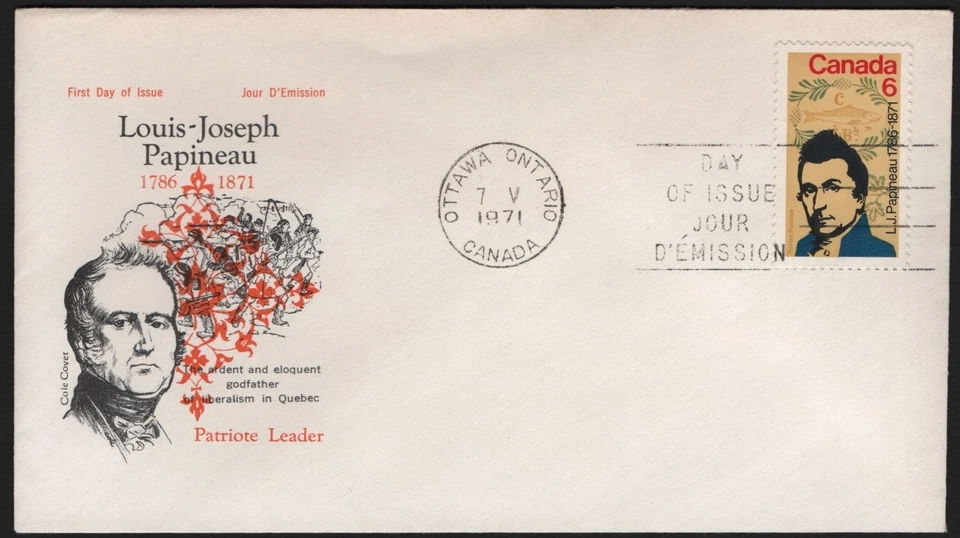 First Day of Issue
Jour D'Emission
Louis-Joseph
Papineau
1786 1871
Cole Cover
The ardent and eloquent
godfather
of liberalism in Quebec
Patriote Leader
OTTAWA ONTARIO
7 V
1971
CANADA
DAY
OF ISSUE
JOUR
D'ÉMISSION
Canada
6
C
L.J.Papineau 1786-1871